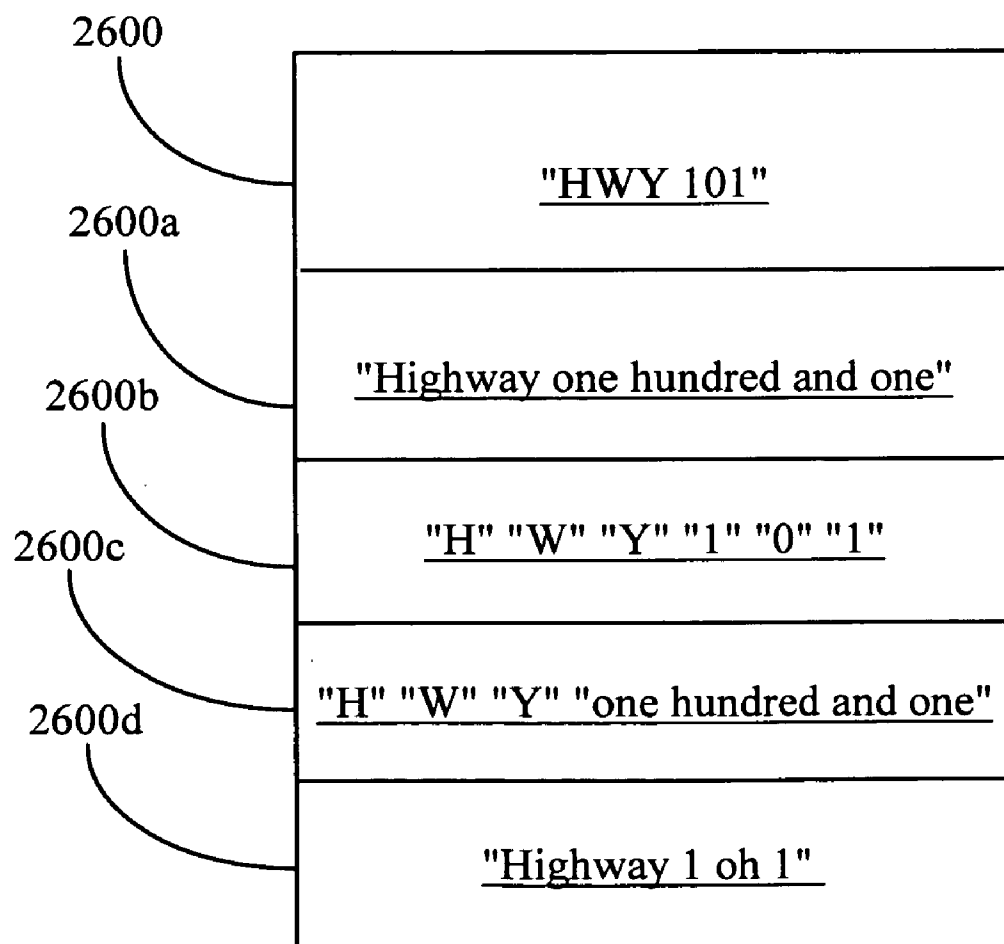 2600
"HWY 101"
2600a
"Highway one hundred and one"
2600b
"H" "W" "Y" "1" "0" "1"
2600c
"H" "W" "Y" "one hundred and one"
2600d
"Highway 1 oh 1"